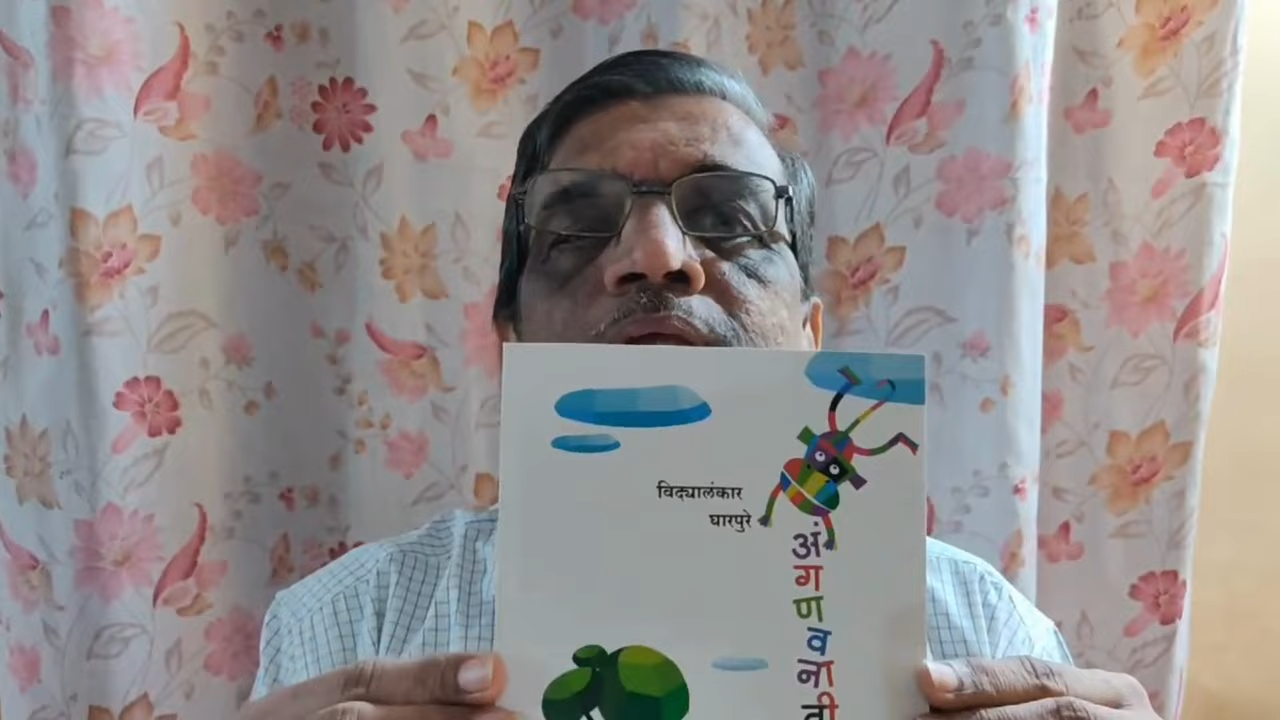 विद्यालंकार
घारपुरे
अं
ग
ण
व
ना